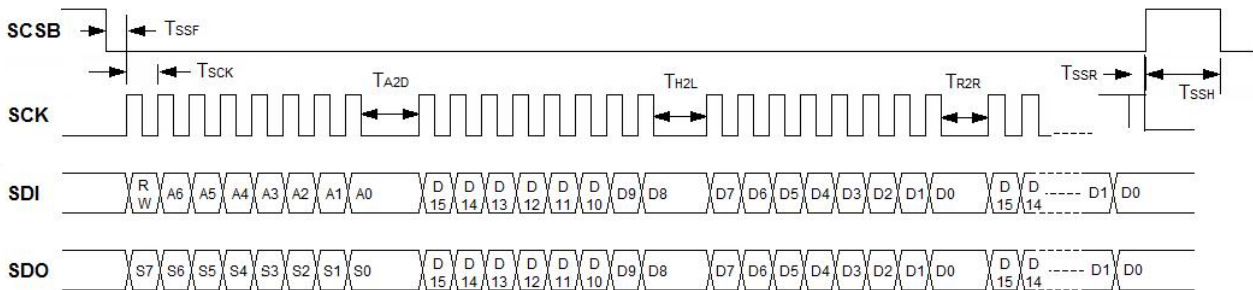 SCSB TSSF
TSCK TA2D TH2L TSSR TR2R TSSH
SCK
SDI R W A6 A5 A4 A3 A2 A1 A0 D 15 D 14 D 13 D 12 D 11 D 10 D9 D8 D7 D6 D5 D4 D3 D2 D1 D0 D 15 D 14 D1 D0
SDO S7 S6 S5 S4 S3 S2 S1 S0 D 15 D 14 D 13 D 12 D 11 D 10 D9 D8 D7 D6 D5 D4 D3 D2 D1 D0 D 15 D 14 D1 D0